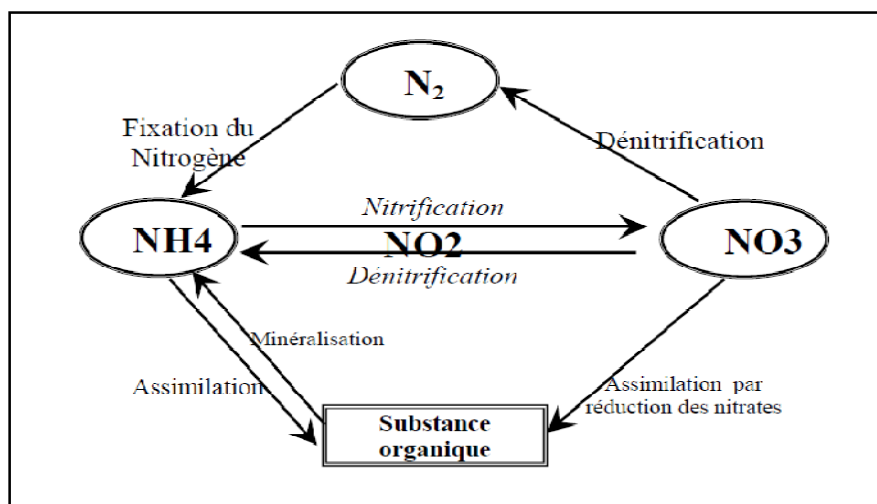 N₂
Fixation du
Nitrogène
Dénitrification
Nitrification
NH4
NO2
NO3
Dénitrification
Minéralisation
Assimilation
Assimilation par
réduction des nitrates
Substance
organique